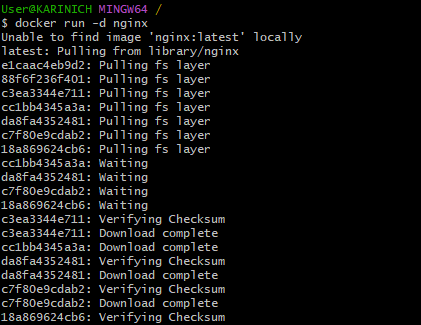 User@KARINICH MINGW64 /
$ docker run -d nginx
Unable to find image 'nginx:latest' locally
latest: Pulling from library/nginx
e1caac4eb9d2: Pulling fs layer
88f6f236f401: Pulling fs layer
c3ea3344e711: Pulling fs layer
cc1bb4345a3a: Pulling fs layer
da8fa4352481: Pulling fs layer
c7f80e9cdab2: Pulling fs layer
18a869624cb6: Pulling fs layer
cc1bb4345a3a: Waiting
da8fa4352481: Waiting
c7f80e9cdab2: Waiting
18a869624cb6: Waiting
c3ea3344e711: Verifying Checksum
c3ea3344e711: Download complete
cc1bb4345a3a: Download complete
da8fa4352481: Verifying Checksum
da8fa4352481: Download complete
c7f80e9cdab2: Verifying Checksum
c7f80e9cdab2: Download complete
18a869624cb6: Verifying Checksum